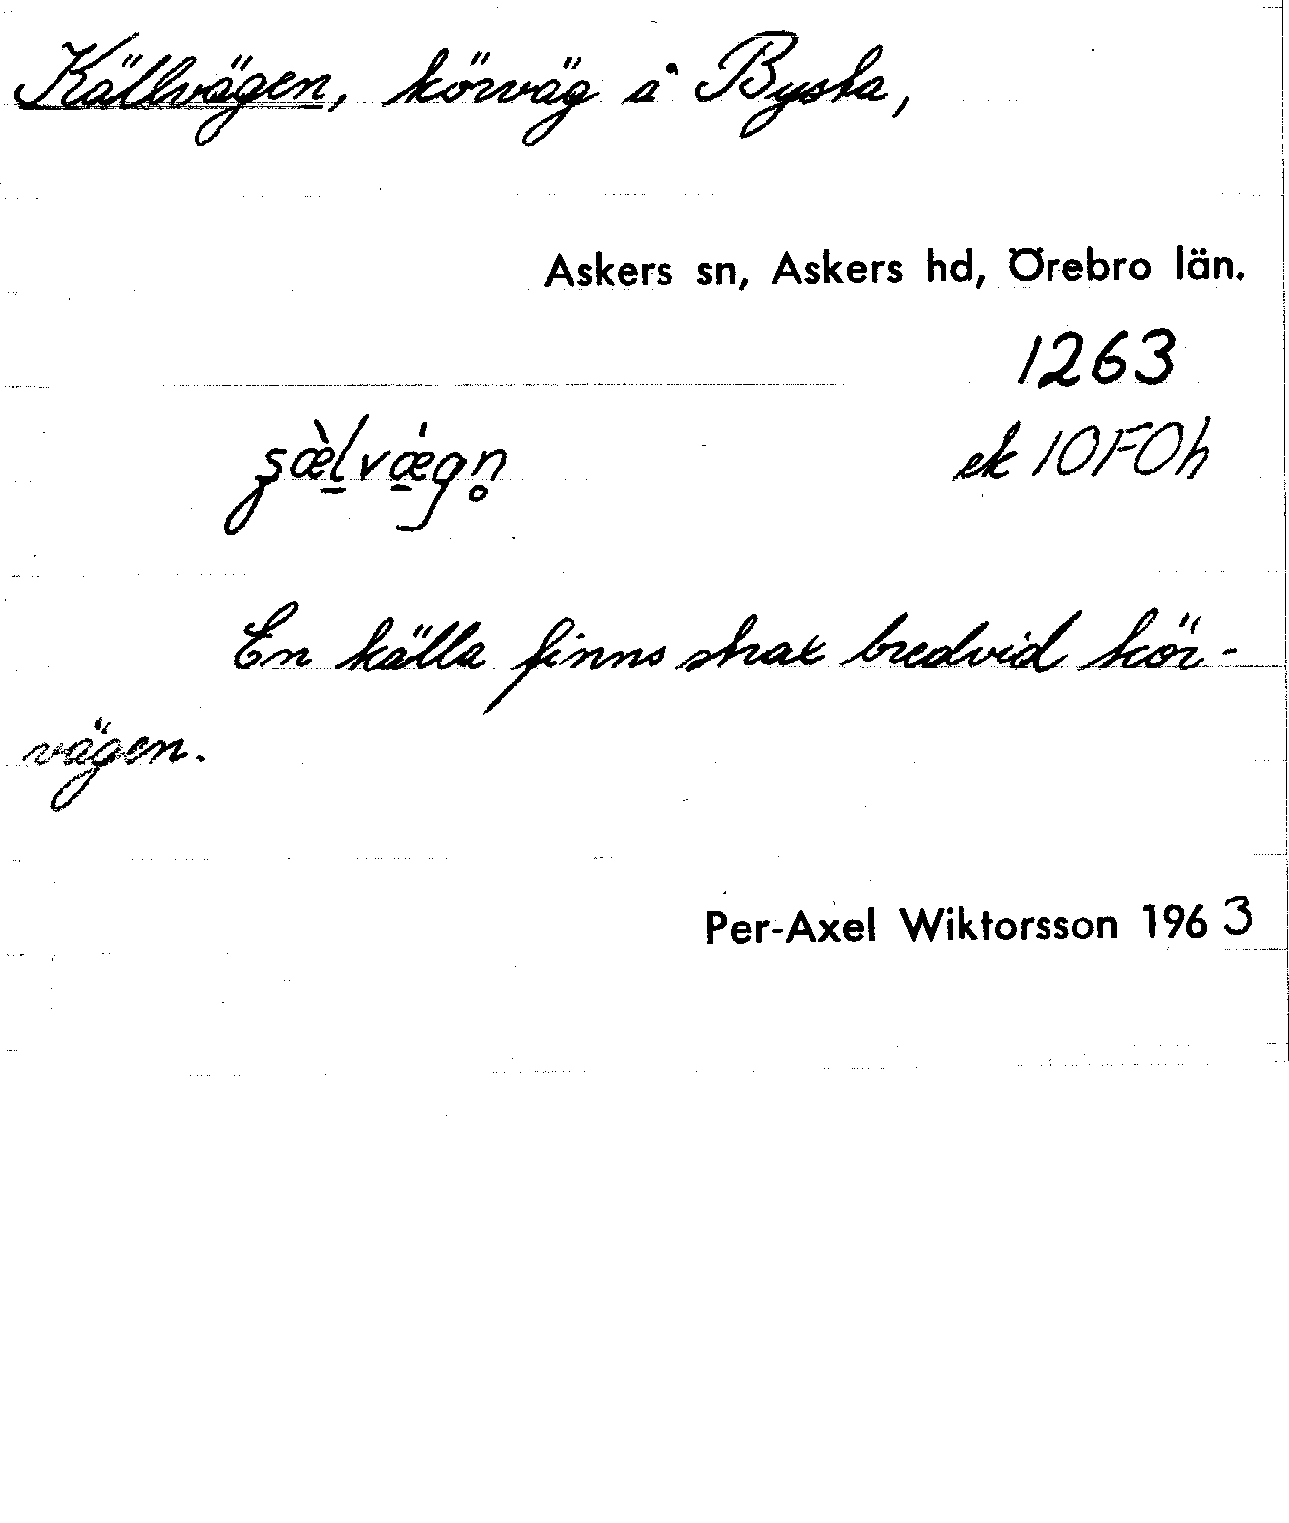 Källvägen, körväg å Bysta,
Askers sn, Askers hd, Örebro län.
1263
ek 10F0h
En källa finns strax bredvid kör-
vägen.
Per-Axel Wiktorsson 1963